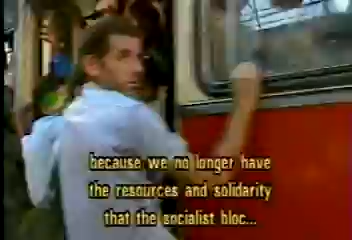 because we no longer have
the resources and solidarity
that the socialist bloc...